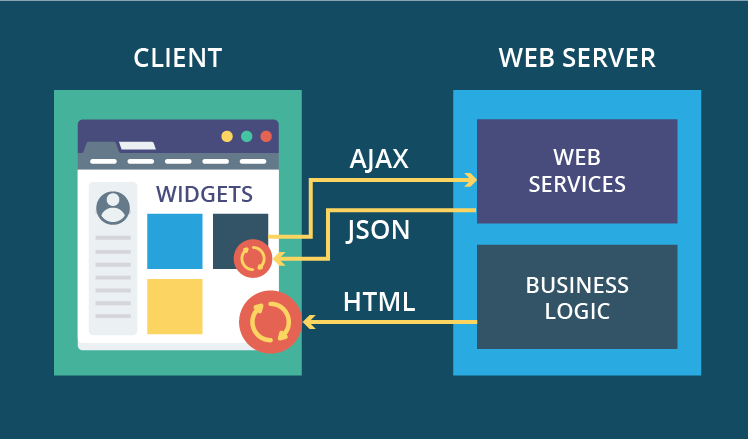 CLIENT
WEB SERVER
WIDGETS
AJAX
JSON
HTML
WEB
SERVICES
BUSINESS
LOGIC